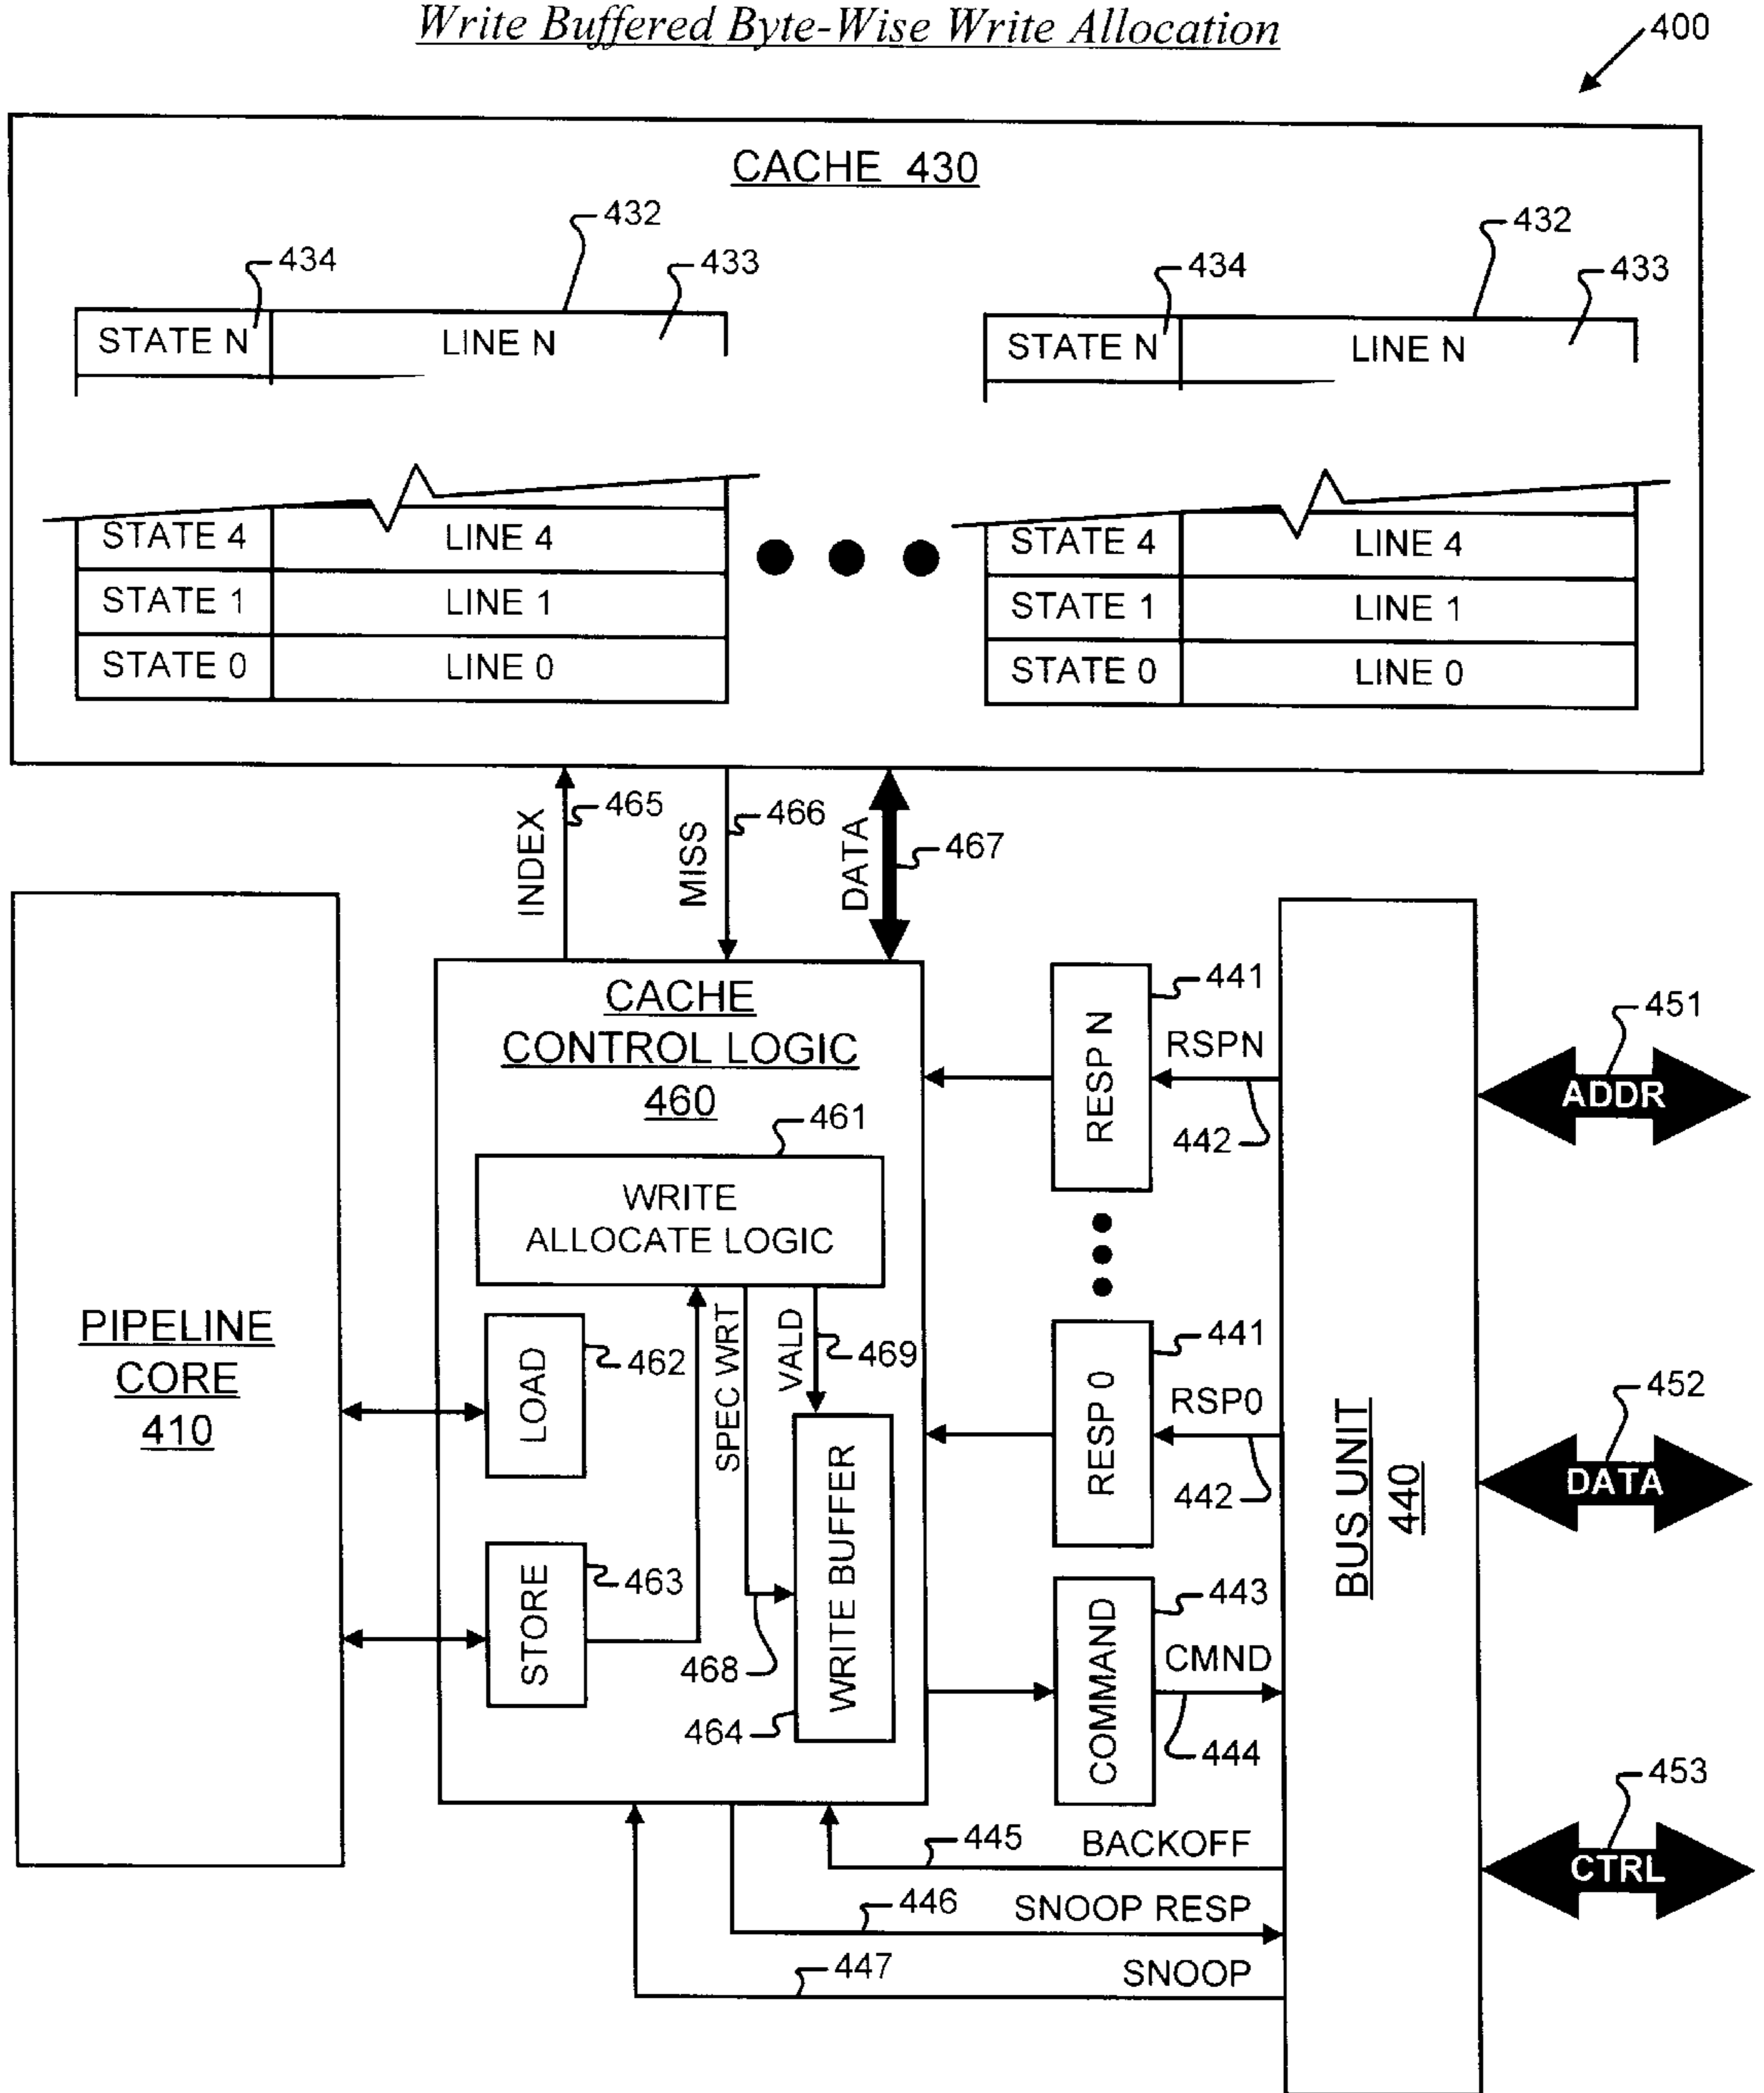 Write Buffered Byte-Wise Write Allocation
400
CACHE 430
432
432
434
433
434
433
STATE N
LINE N
STATE N
LINE N
STATE 4
LINE 4
STATE 4
LINE 4
STATE 1
LINE 1
STATE 1
LINE 1
STATE 0
LINE 0
STATE 0
LINE 0
INDEX
465
MISS
466
DATA
467
PIPELINE
CORE
410
CACHE
CONTROL LOGIC
460
461
WRITE
ALLOCATE LOGIC
LOAD
462
STORE
463
SPEC WRT
468
VALD
469
WRITE BUFFER
464
RESP N
441
RSPN
442
RESP 0
441
RSP0
442
COMMAND
443
CMND
444
BUS UNIT
440
451
ADDR
452
DATA
453
CTRL
445
BACKOFF
446
SNOOP RESP
447
SNOOP